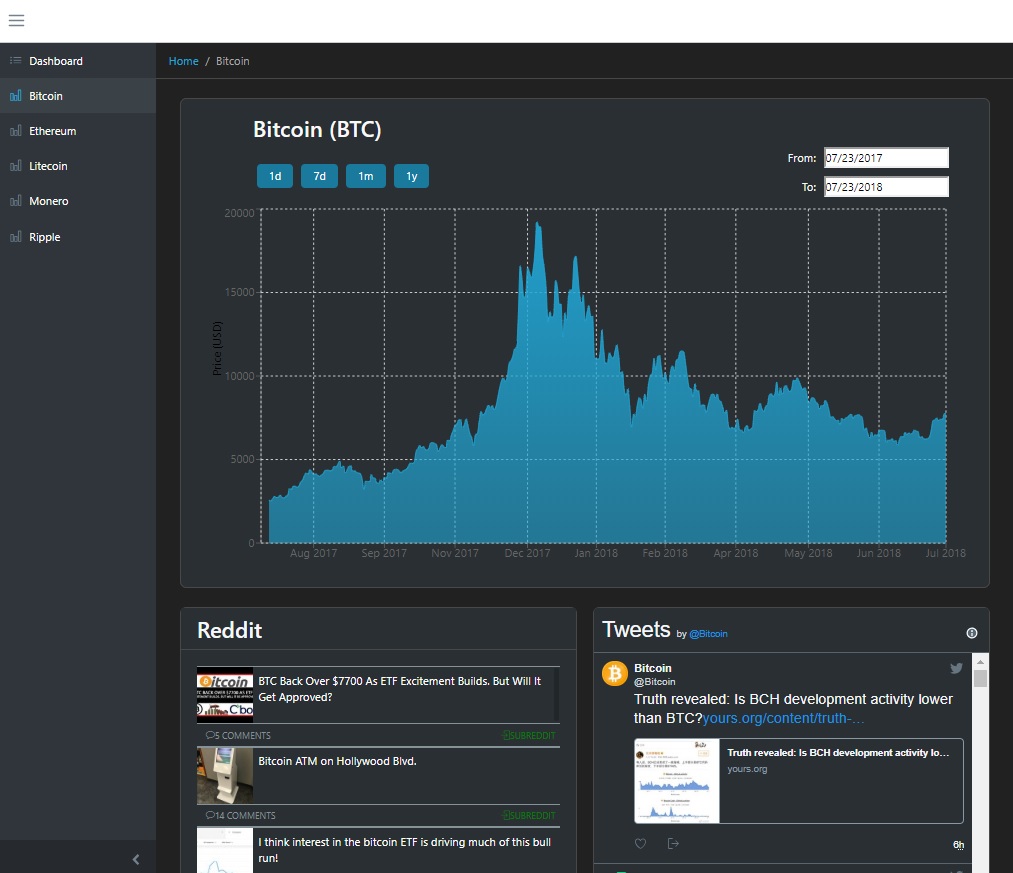 Home / Bitcoin
Dashboard
Bitcoin
Ethereum
Litecoin
Monero
Ripple
Bitcoin (BTC)
1d 7d 1m 1y
From: 07/23/2017
To: 07/23/2018
Price (USD)
20000
15000
10000
5000
0
Aug 2017 Sep 2017 Nov 2017 Dec 2017 Jan 2018 Feb 2018 Apr 2018 May 2018 Jun 2018 Jul 2018
Reddit
BTC Back Over $7700 As ETF Excitement Builds. But Will It
Get Approved?
5 COMMENTS SUBREDDIT
Bitcoin ATM on Hollywood Blvd.
14 COMMENTS SUBREDDIT
I think interest in the bitcoin ETF is driving much of this bull
run!
Tweets by @Bitcoin
Bitcoin
@Bitcoin
Truth revealed: Is BCH development activity lower
than BTC?yours.org/content/truth-…
Truth revealed: Is BCH development activity lo…
yours.org
6h